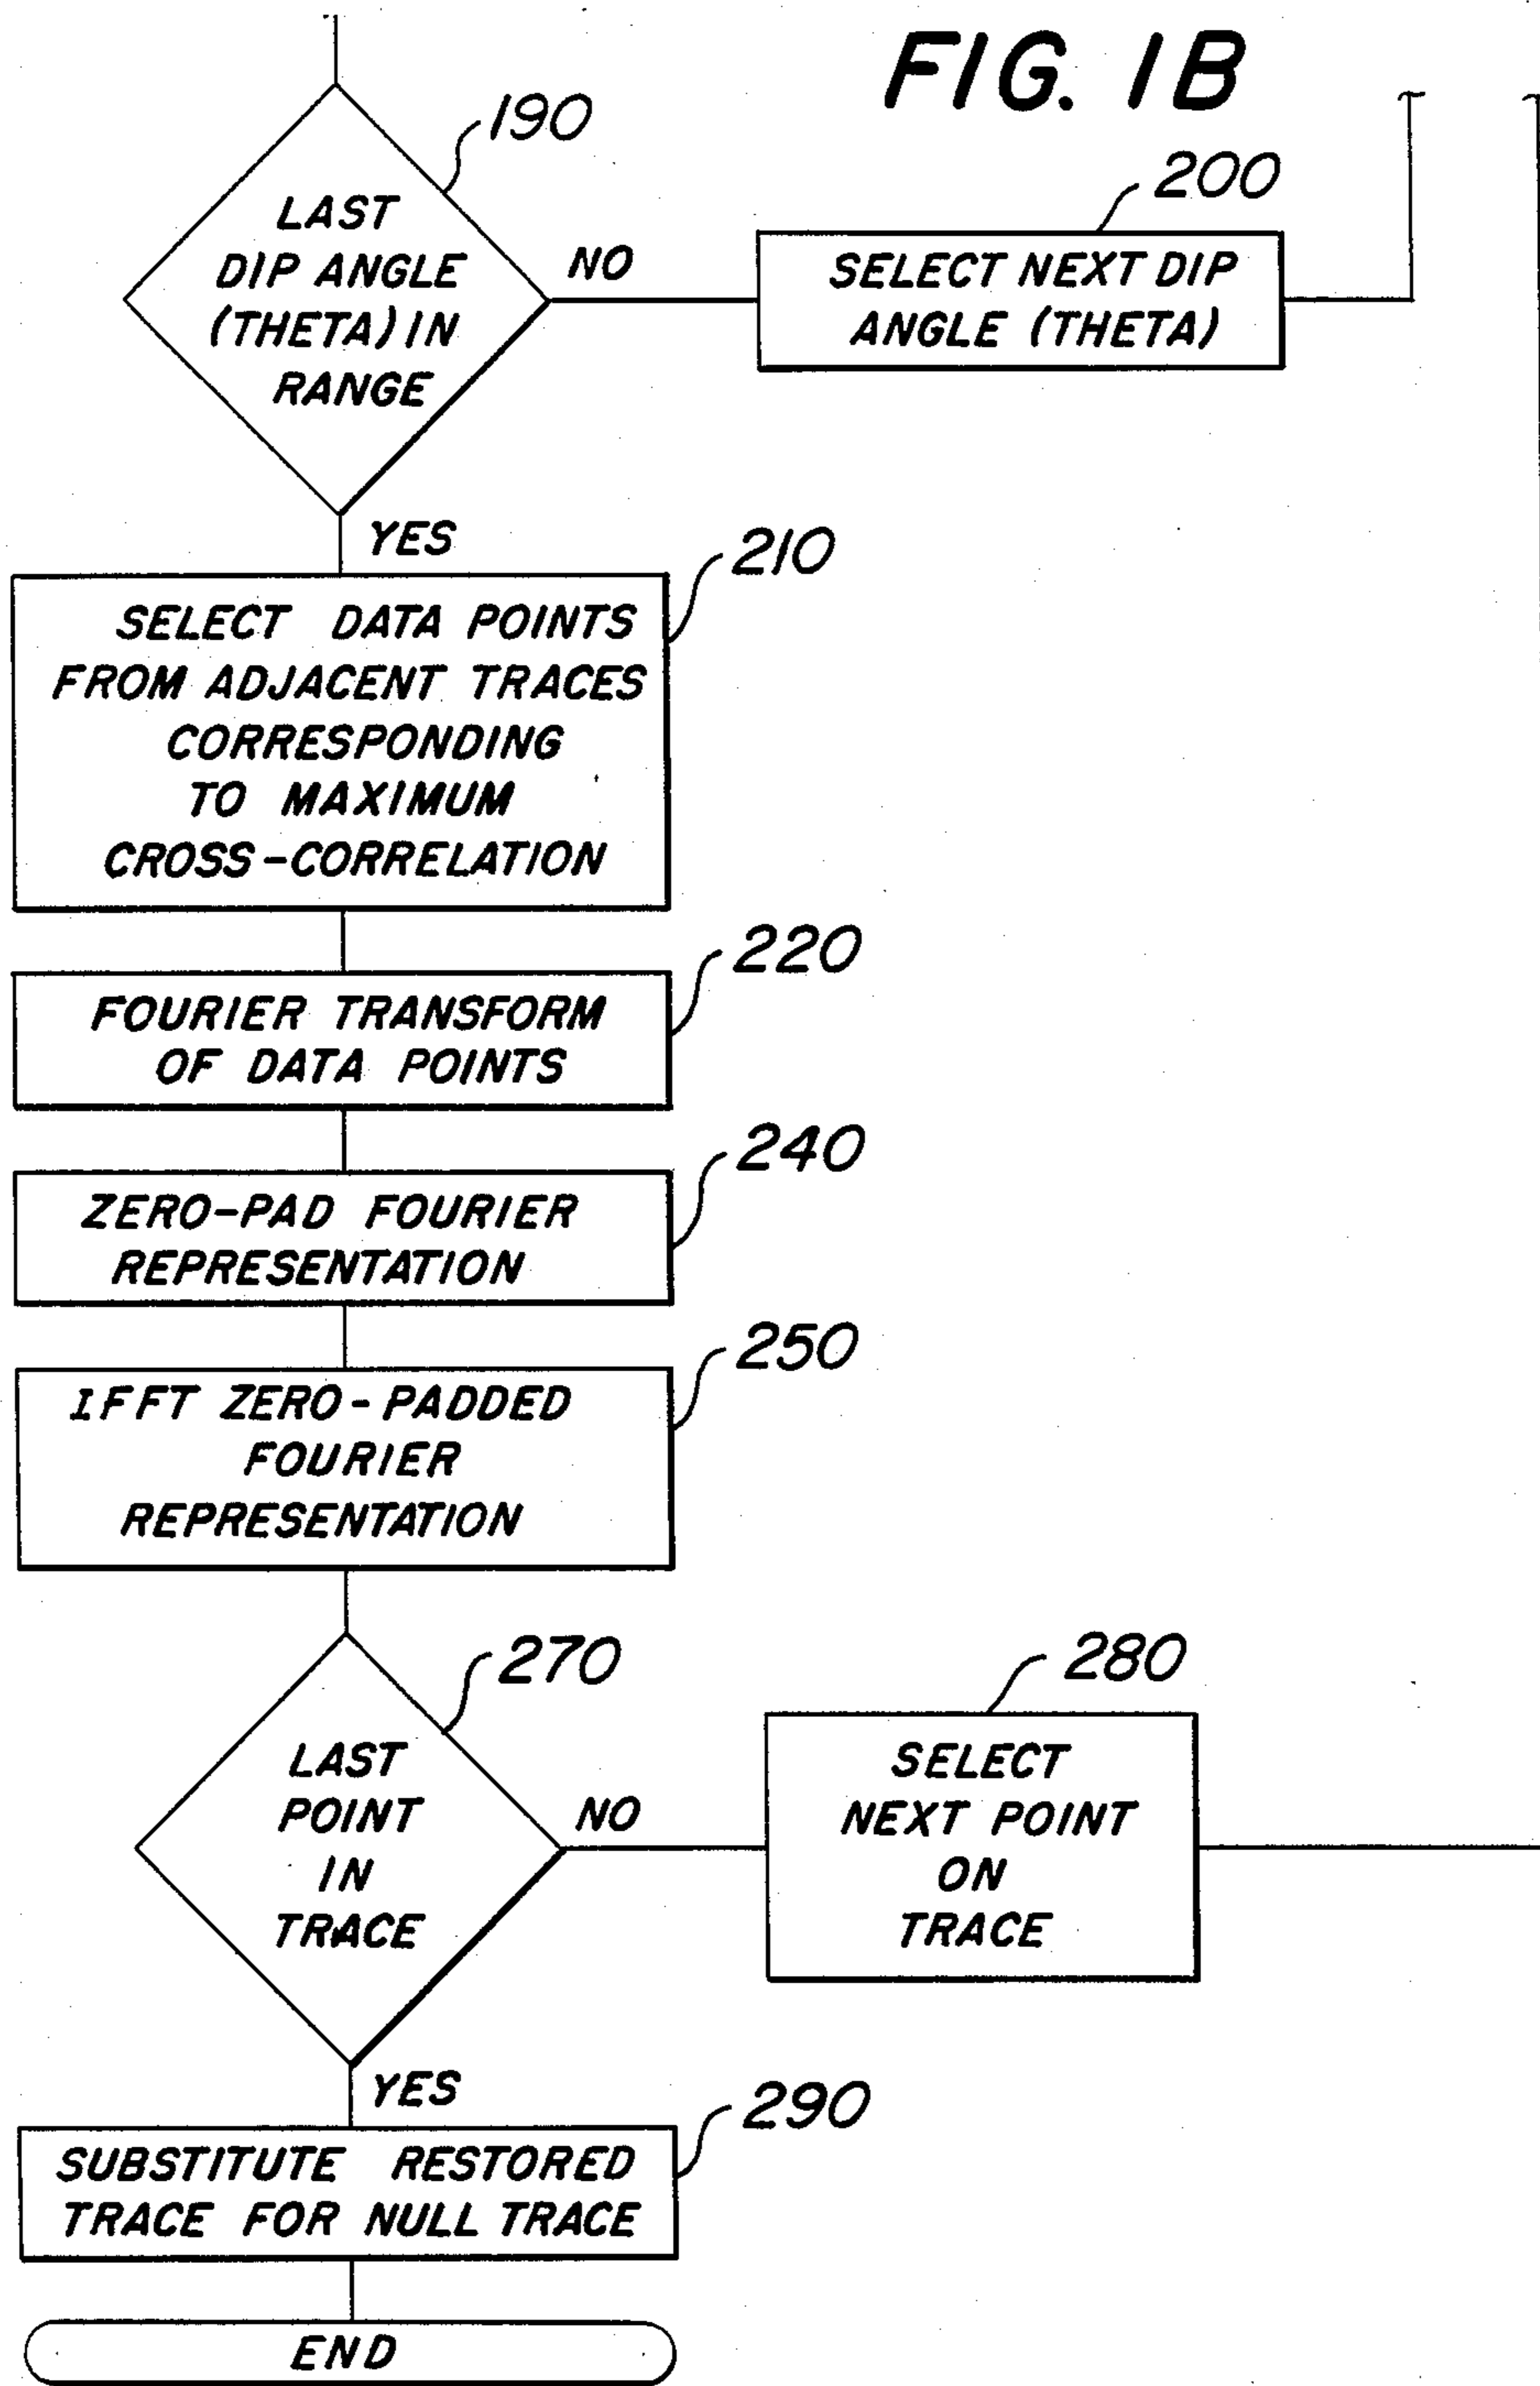 FIG. 1B
190
LAST
DIP ANGLE
(THETA) IN
RANGE
NO
200
SELECT NEXT DIP
ANGLE (THETA)
YES
210
SELECT DATA POINTS
FROM ADJACENT TRACES
CORRESPONDING
TO MAXIMUM
CROSS-CORRELATION
220
FOURIER TRANSFORM
OF DATA POINTS
240
ZERO-PAD FOURIER
REPRESENTATION
250
IFFT ZERO-PADDED
FOURIER
REPRESENTATION
270
LAST
POINT
IN
TRACE
NO
280
SELECT
NEXT POINT
ON
TRACE
YES
290
SUBSTITUTE RESTORED
TRACE FOR NULL TRACE
END